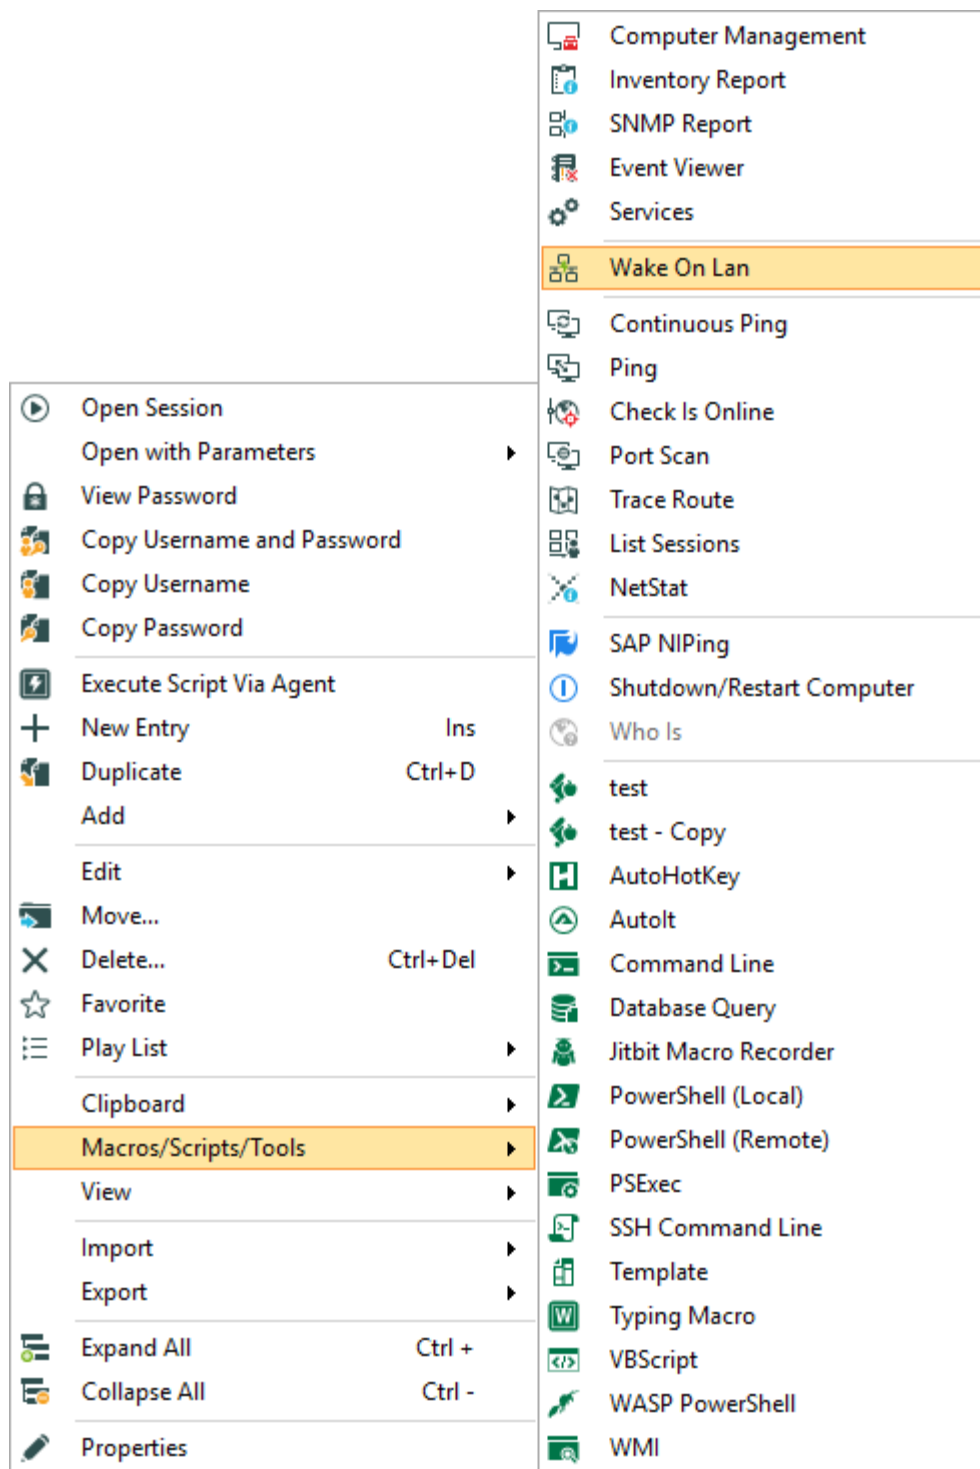 Open Session
Open with Parameters
View Password
Copy Username and Password
Copy Username
Copy Password
Execute Script Via Agent
New Entry Ins
Duplicate Ctrl+D
Add
Edit
Move...
Delete... Ctrl+Del
Favorite
Play List
Clipboard
Macros/Scripts/Tools
View
Import
Export
Expand All Ctrl +
Collapse All Ctrl -
Properties
Computer Management
Inventory Report
SNMP Report
Event Viewer
Services
Wake On Lan
Continuous Ping
Ping
Check Is Online
Port Scan
Trace Route
List Sessions
NetStat
SAP NIPing
Shutdown/Restart Computer
Who Is
test
test - Copy
AutoHotKey
AutoIt
Command Line
Database Query
Jitbit Macro Recorder
PowerShell (Local)
PowerShell (Remote)
PSExec
SSH Command Line
Template
Typing Macro
VBScript
WASP PowerShell
WMI